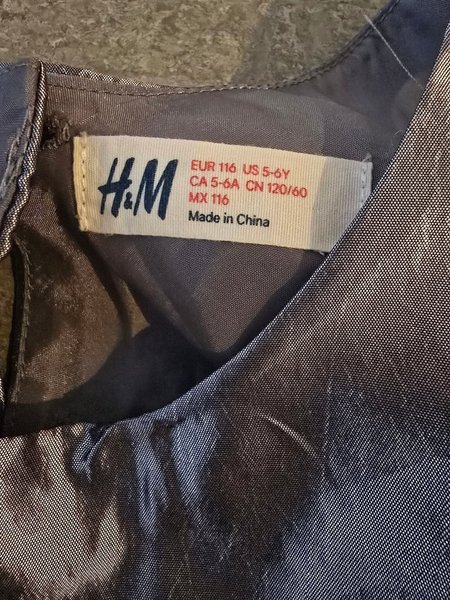 H&M
EUR 116 US 5-6Y
CA 5-6A CN 120/60
MX 116
Made in China